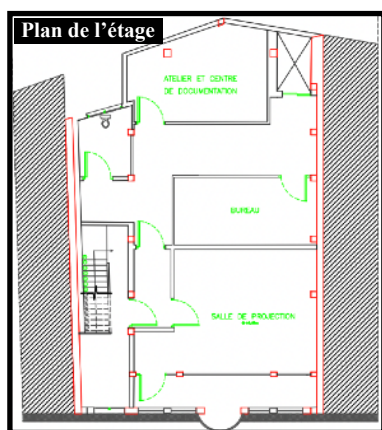 Plan de l'étage
ATELIER ET CENTRE
DE DOCUMENTATION
BUREAU
SALLE DE PROJECTION